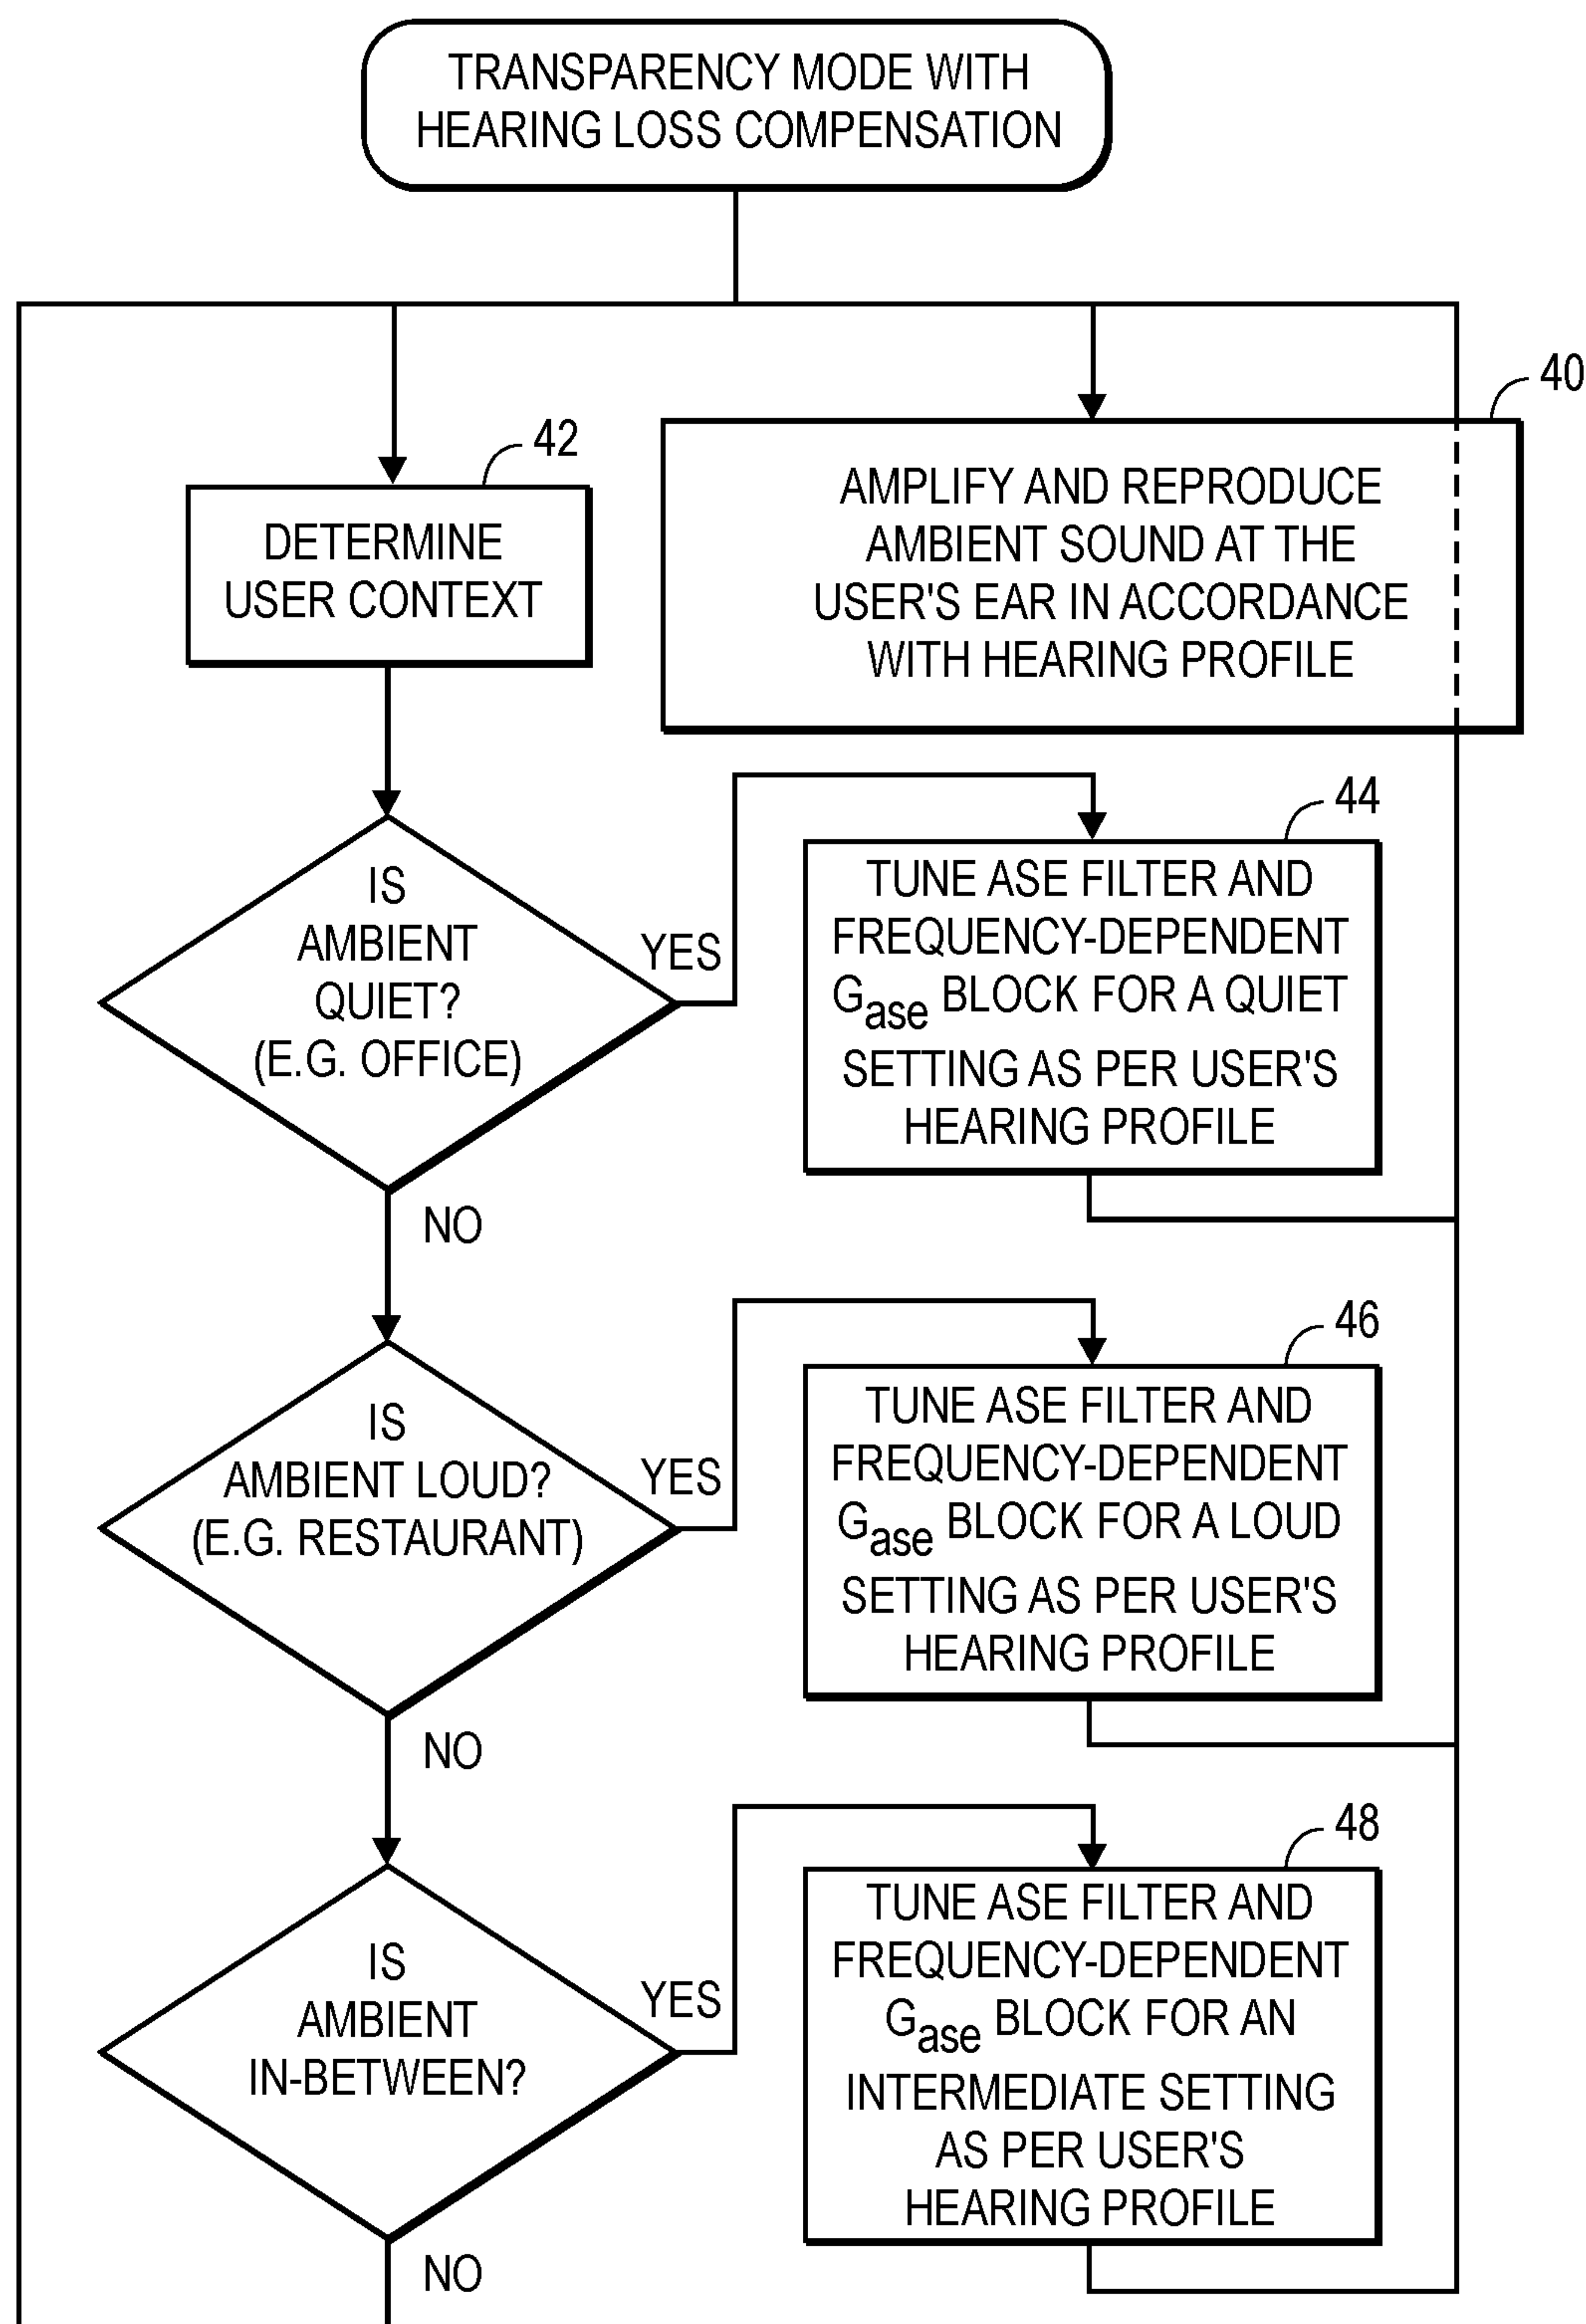 TRANSPARENCY MODE WITH
HEARING LOSS COMPENSATION
40
AMPLIFY AND REPRODUCE
AMBIENT SOUND AT THE
USER'S EAR IN ACCORDANCE
WITH HEARING PROFILE
42
DETERMINE
USER CONTEXT
IS
AMBIENT
QUIET?
(E.G. OFFICE)
YES
NO
44
TUNE ASE FILTER AND
FREQUENCY-DEPENDENT
Gase BLOCK FOR A QUIET
SETTING AS PER USER'S
HEARING PROFILE
IS
AMBIENT LOUD?
(E.G. RESTAURANT)
YES
NO
46
TUNE ASE FILTER AND
FREQUENCY-DEPENDENT
Gase BLOCK FOR A LOUD
SETTING AS PER USER'S
HEARING PROFILE
IS
AMBIENT
IN-BETWEEN?
YES
NO
48
TUNE ASE FILTER AND
FREQUENCY-DEPENDENT
Gase BLOCK FOR AN
INTERMEDIATE SETTING
AS PER USER'S
HEARING PROFILE